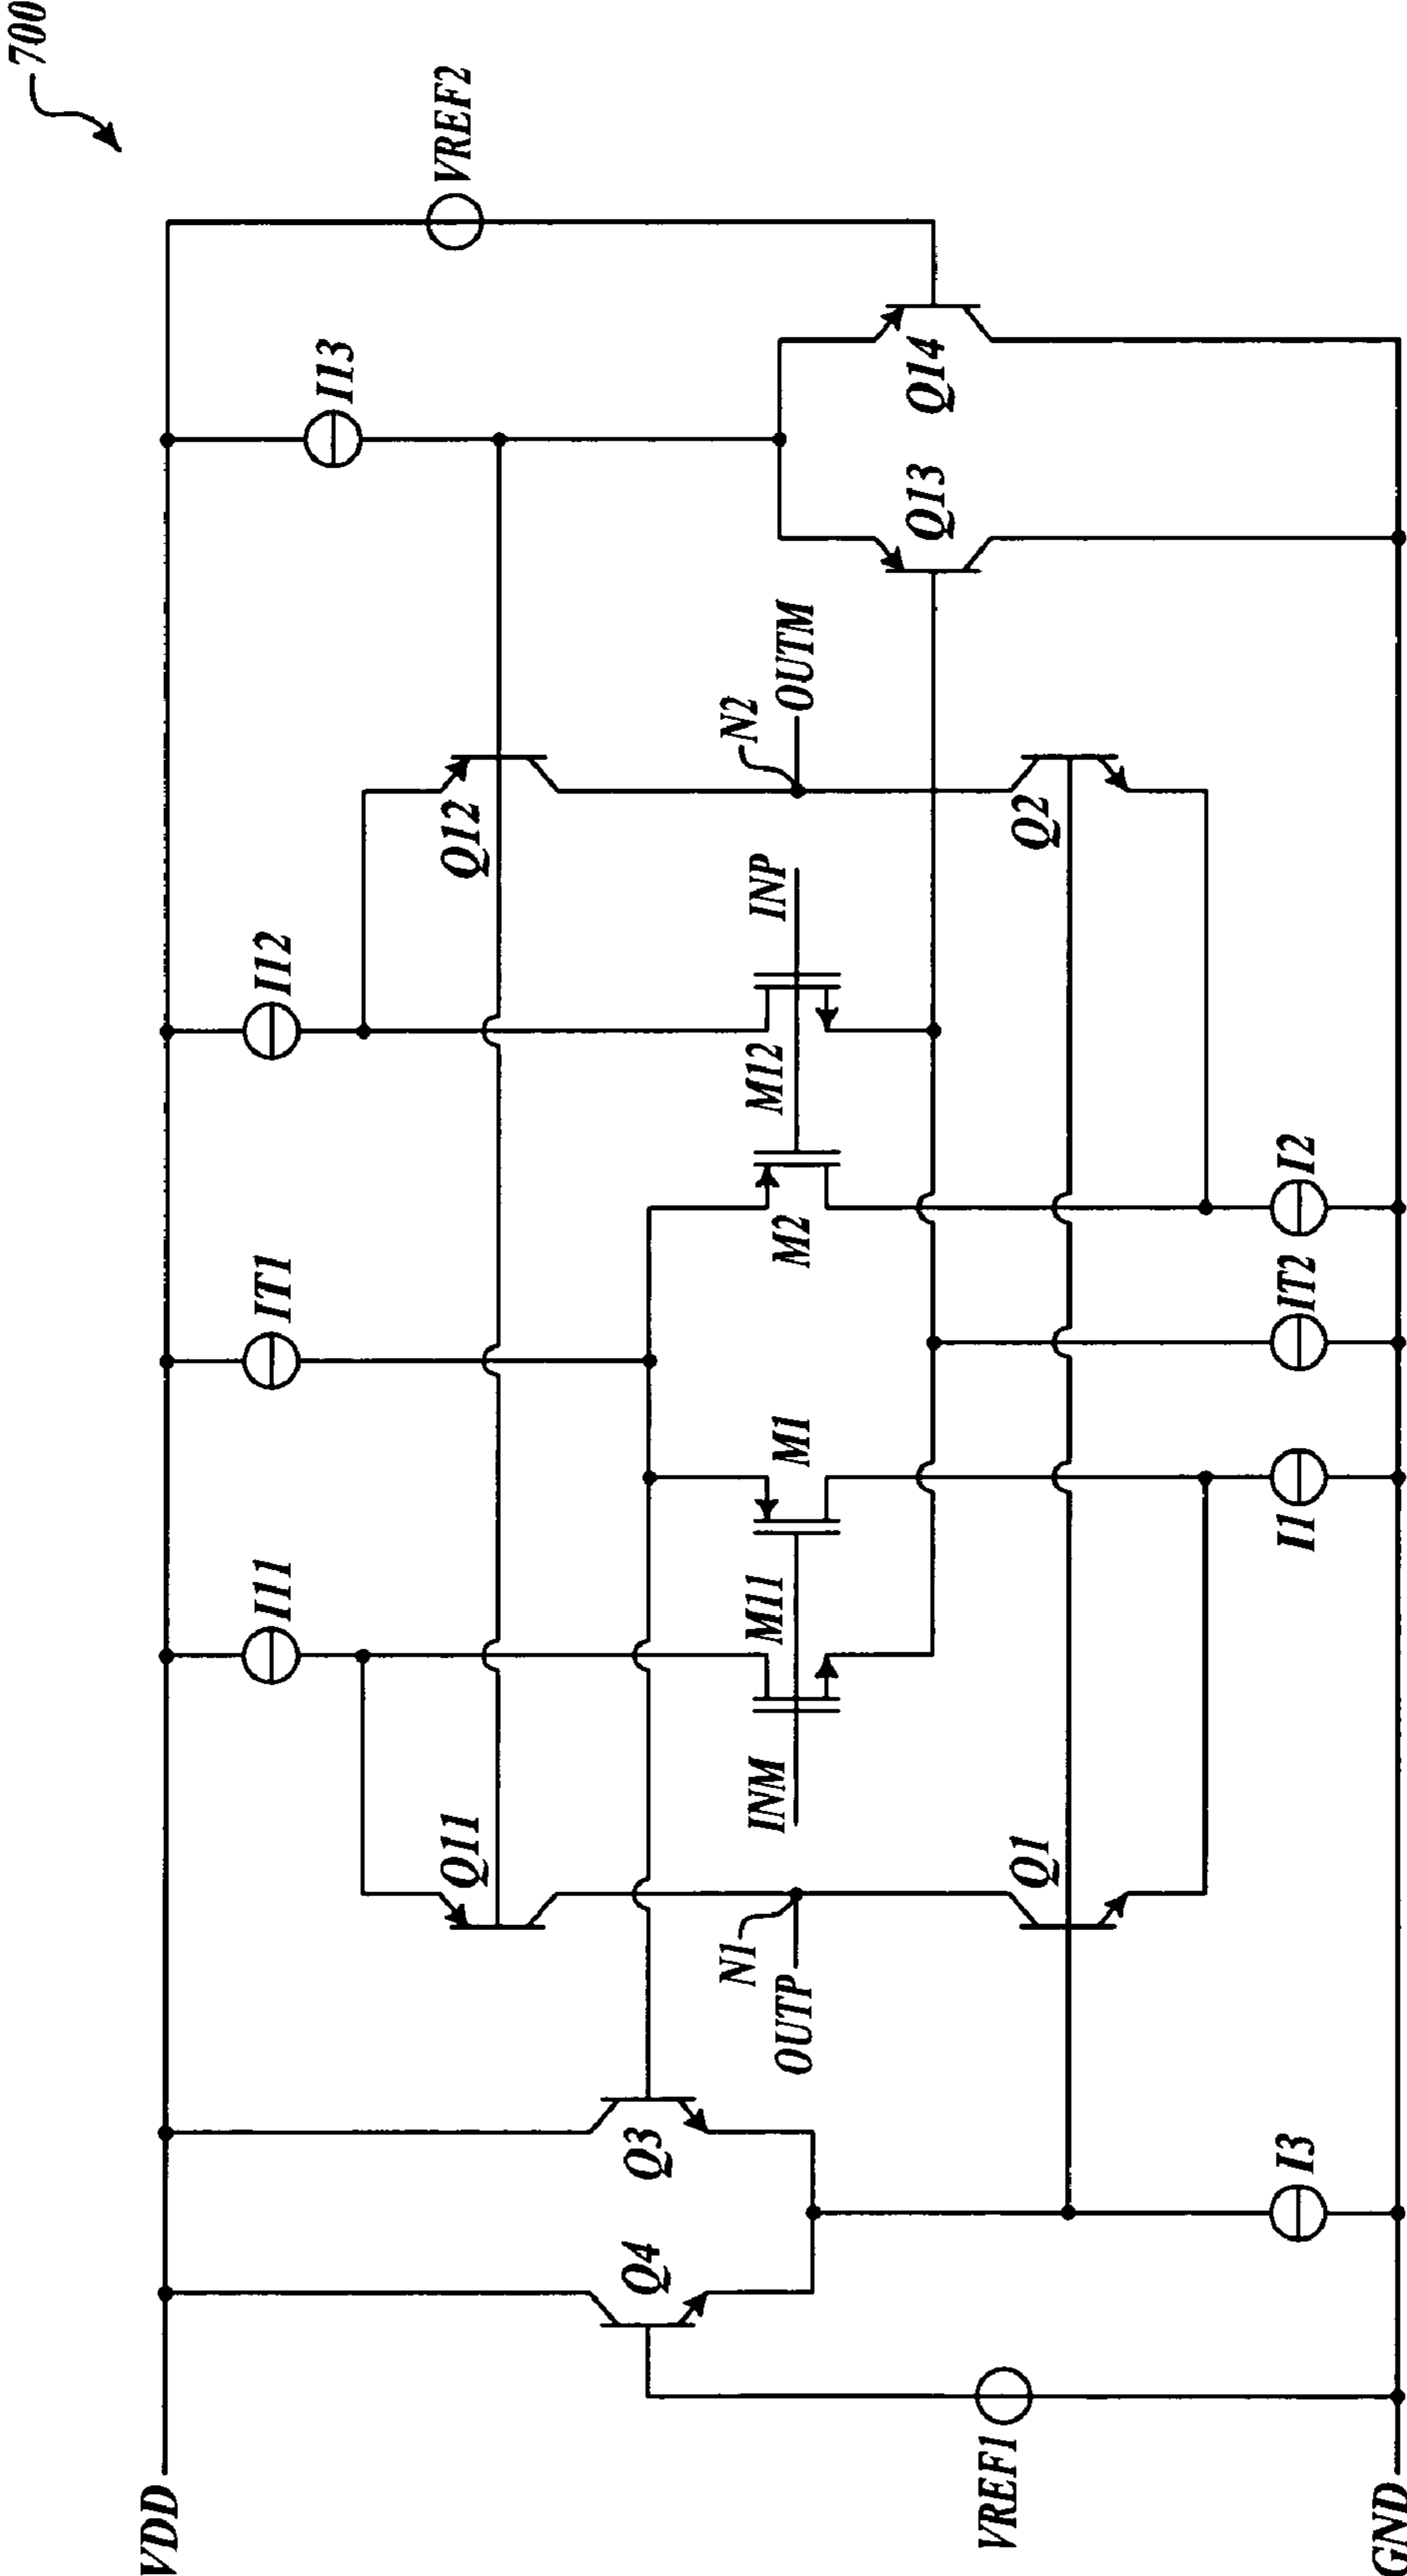 700
VREF2
I13
Q14
Q13
OUTM
N2
Q12
Q2
INP
I12
M12
M2
I2
IT1
IT2
M1
I1
I11
M11
INM
Q11
Q1
N1
OUTP
Q3
I3
Q4
VREF1
VDD
GND